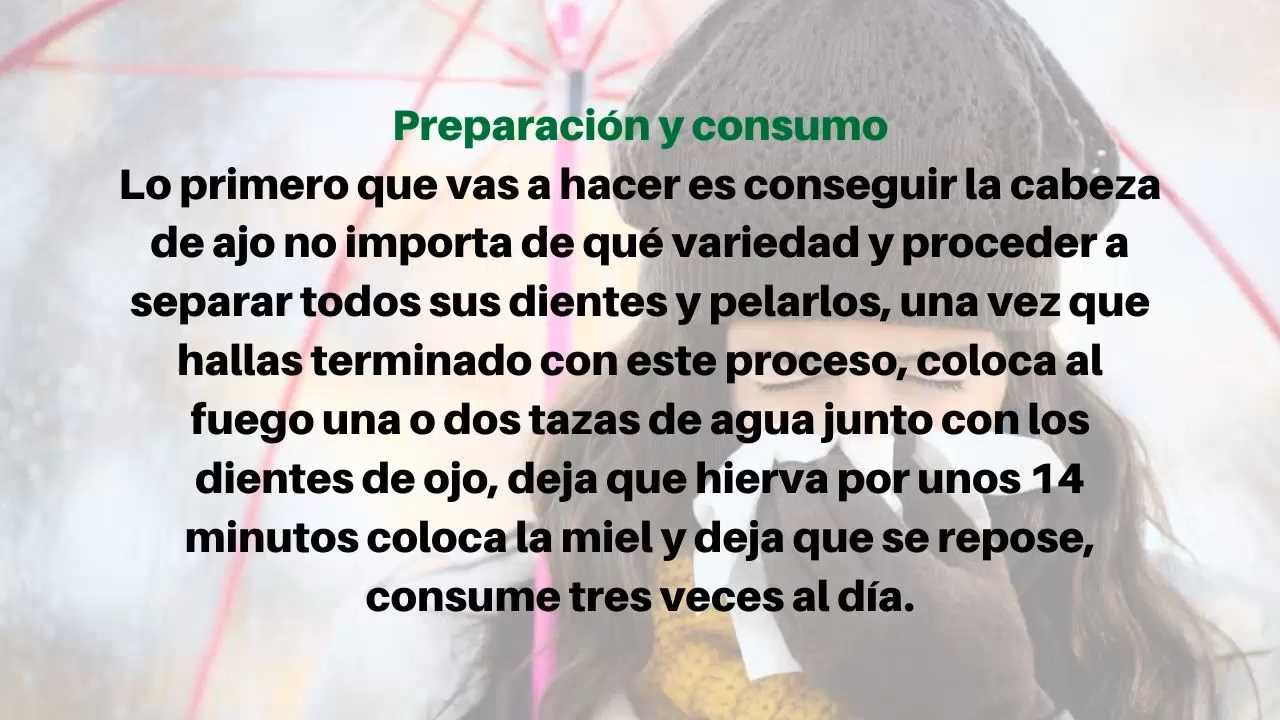 Preparación y consumo
Lo primero que vas a hacer es conseguir la cabeza
de ajo no importa de qué variedad y proceder a
separar todos sus dientes y pelarlos, una vez que
hallas terminado con este proceso, coloca al
fuego una o dos tazas de agua junto con los
dientes de ojo, deja que hierva por unos 14
minutos coloca la miel y deja que se repose,
consume tres veces al día.